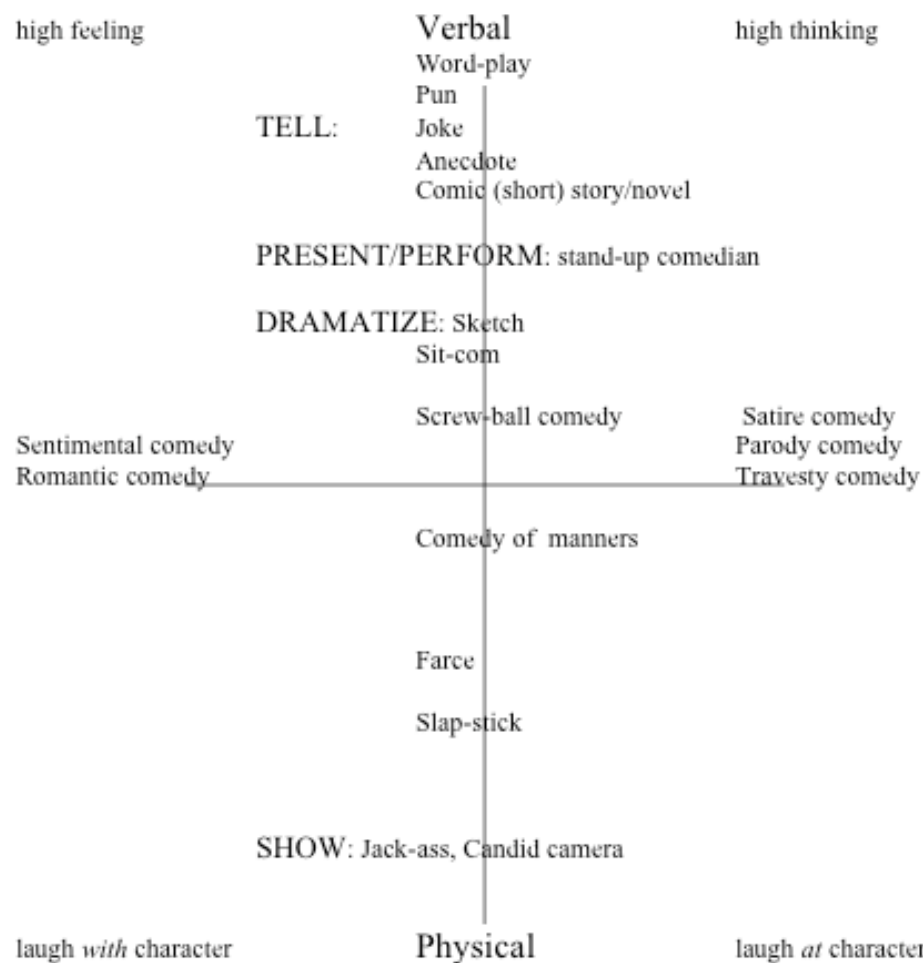 high feeling Verbal high thinking
Word-play
Pun
TELL: Joke
Anecdote
Comic (short) story/novel
PRESENT/PERFORM: stand-up comedian
DRAMATIZE: Sketch
Sit-com
Screw-ball comedy Satire comedy
Sentimental comedy Parody comedy
Romantic comedy Travesty comedy
Comedy of manners
Farce
Slap-stick
SHOW: Jack-ass, Candid camera
laugh with character Physical laugh at character